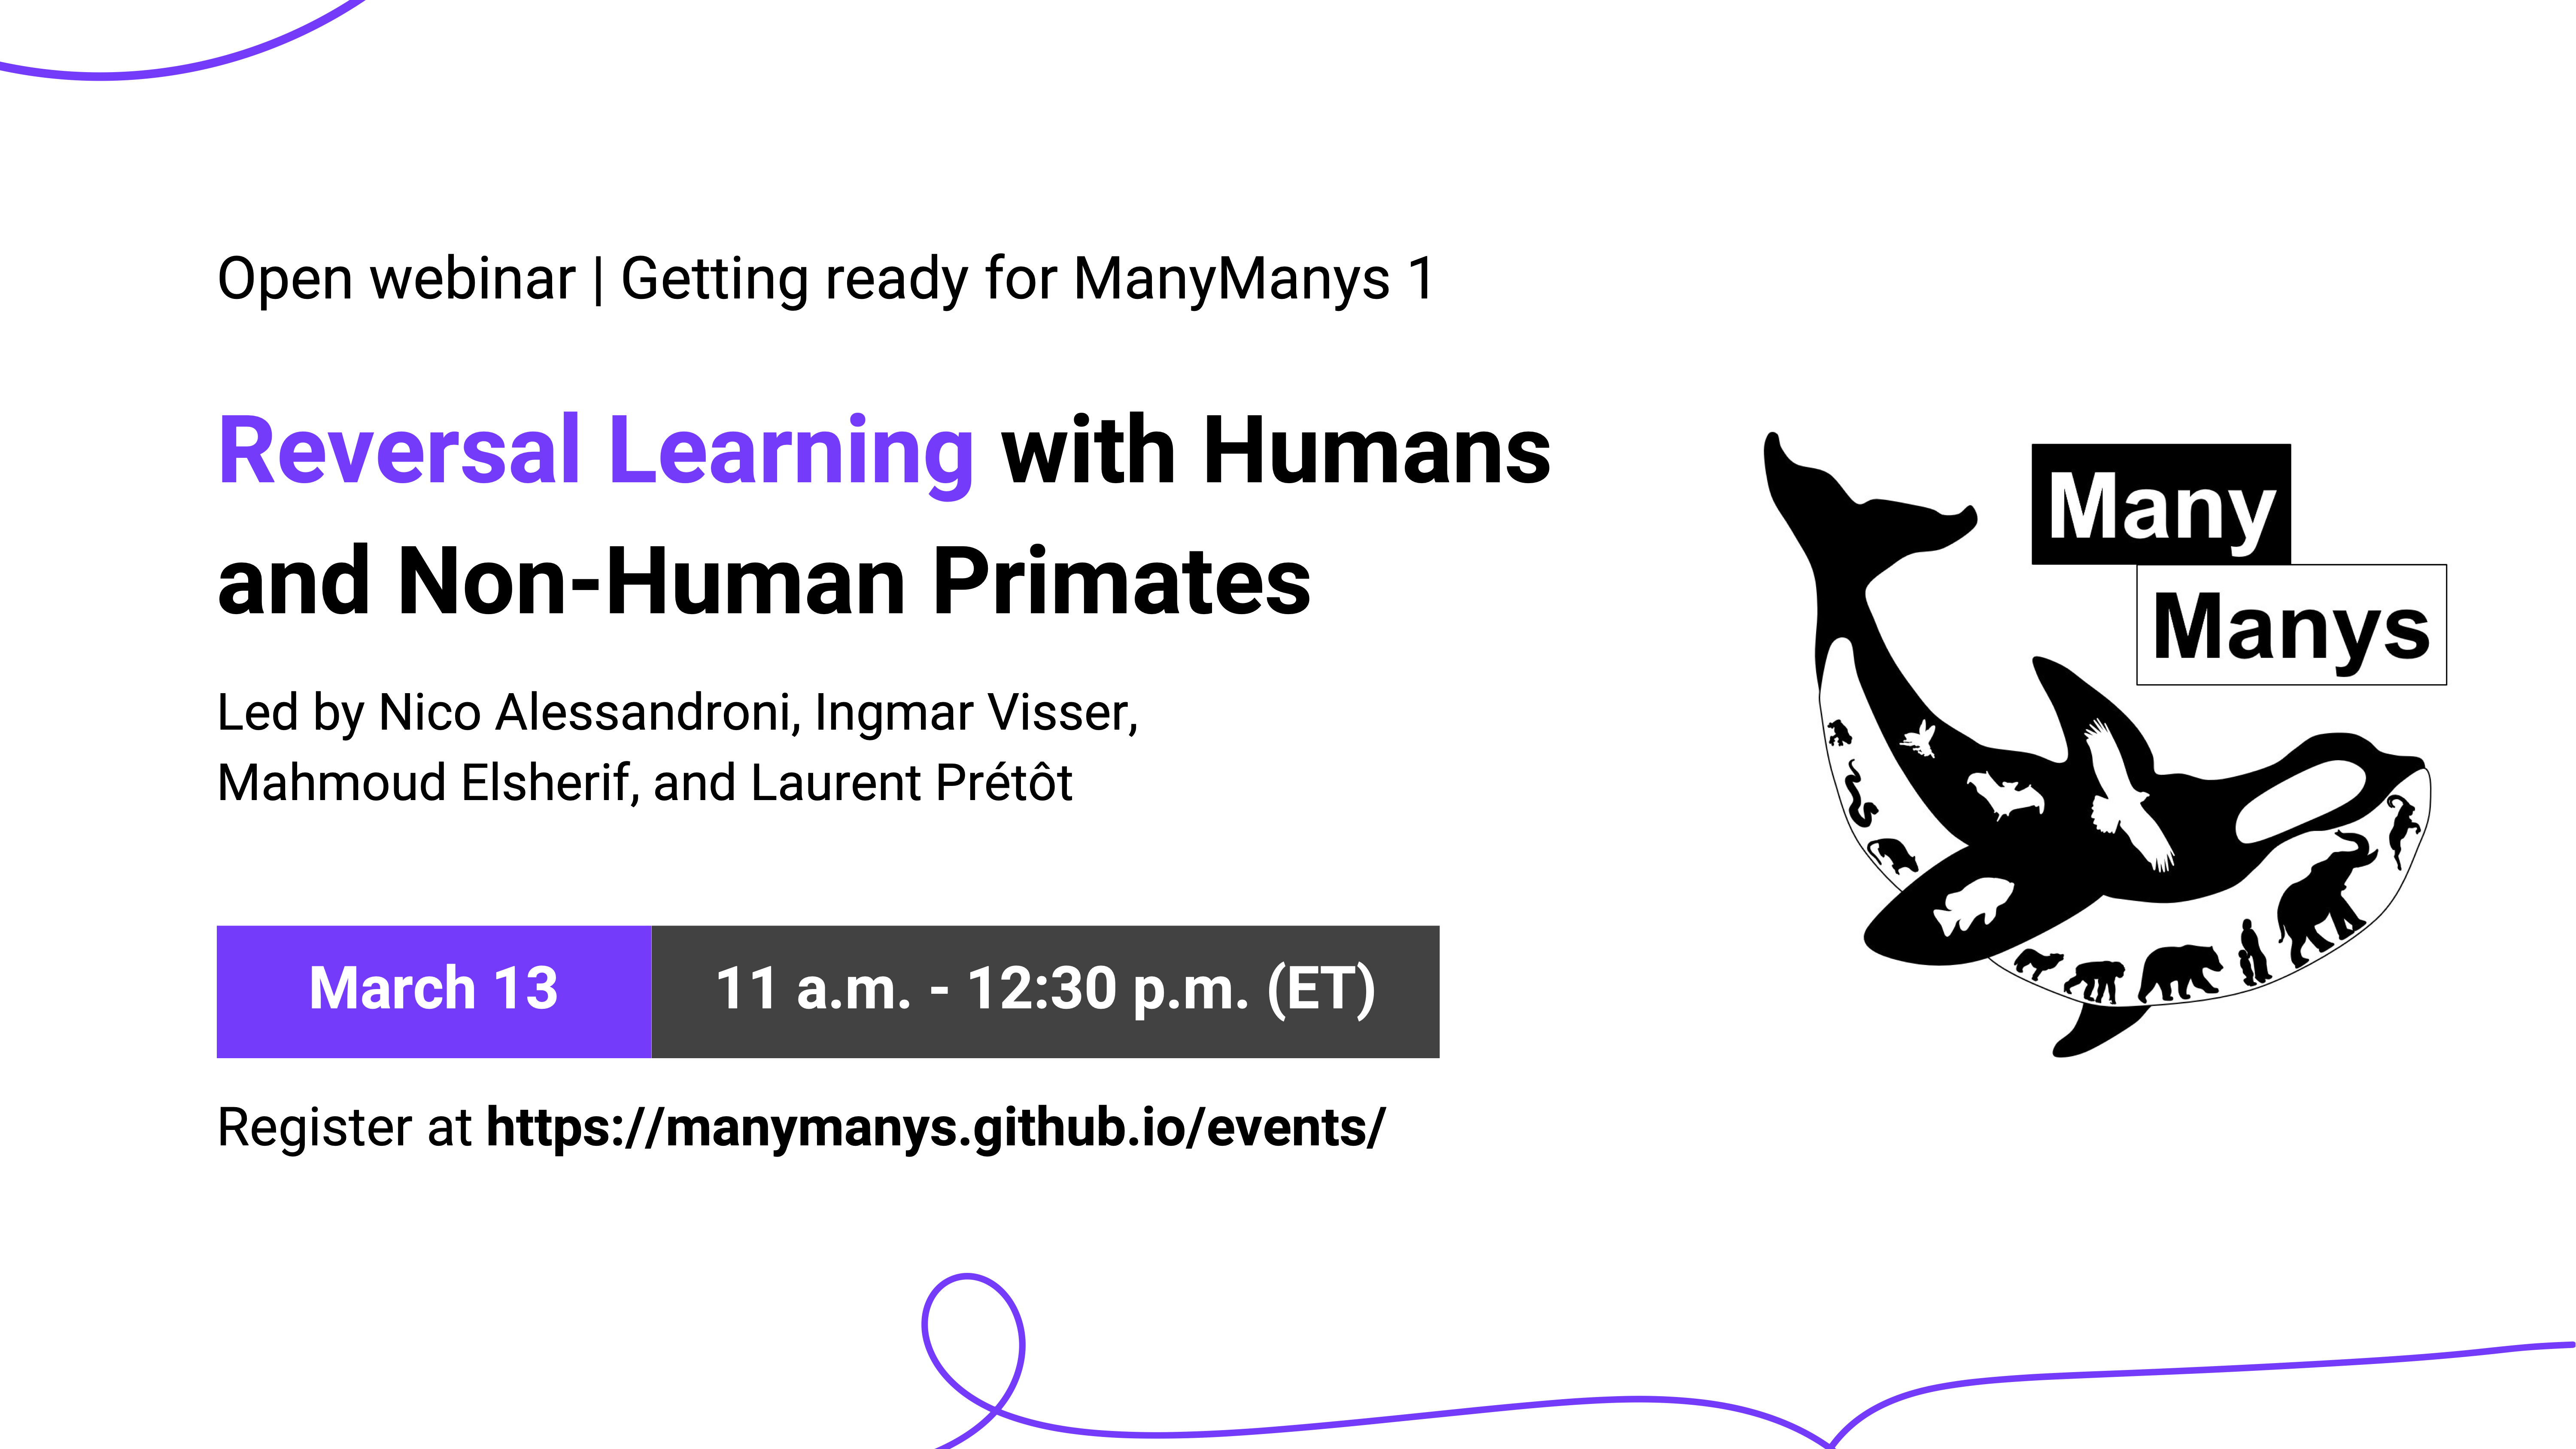 Open webinar | Getting ready for ManyManys 1
Reversal Learning with Humans
and Non-Human Primates
Led by Nico Alessandroni, Ingmar Visser,
Mahmoud Elsherif, and Laurent Prétôt
March 13
11 a.m. - 12:30 p.m. (ET)
Register at https://manymanys.github.io/events/
Many
Manys